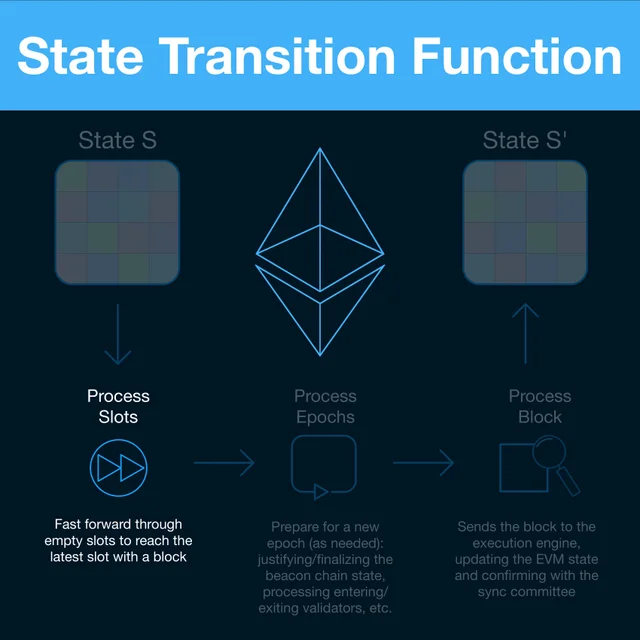 State Transition Function
State S
State S'
Process
Slots
Fast forward through
empty slots to reach the
latest slot with a block
Process
Epochs
Prepare for a new
epoch (as needed):
justifying/finalizing the
beacon chain state,
processing entering/
exiting validators, etc.
Process
Block
Sends the block to the
execution engine,
updating the EVM state
and confirming with the
sync committee